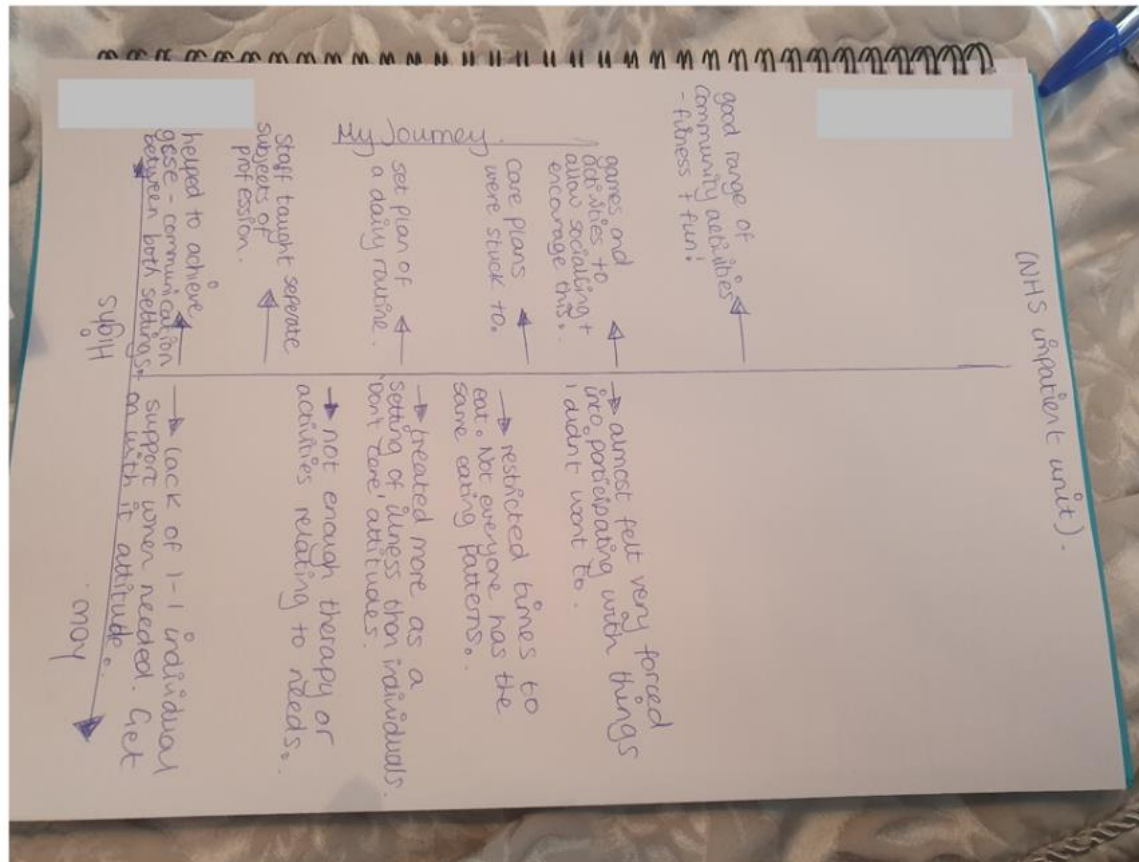 (NHS impatient unit).
good range of
community activities
- fitness + fun!
games and
activities to
allow socialing +
encourage this.
care plans
were stuck to.
My Journey.
set plan of
a daily routine.
Staff taught seperate
subjects of
profession.
helped to achieve
gcse - communication
between both settings.
Highs
almost felt very forced
into participating with things
I didnt want to.
restricted times to
eat. Not everyone has the
same eating patterns.
treated more as a
setting of illness than individuals.
'Don't care' attitudes.
not enough therapy or
activities relating to needs.
lack of 1-1 individual
support when needed. Get
on with it attitude.